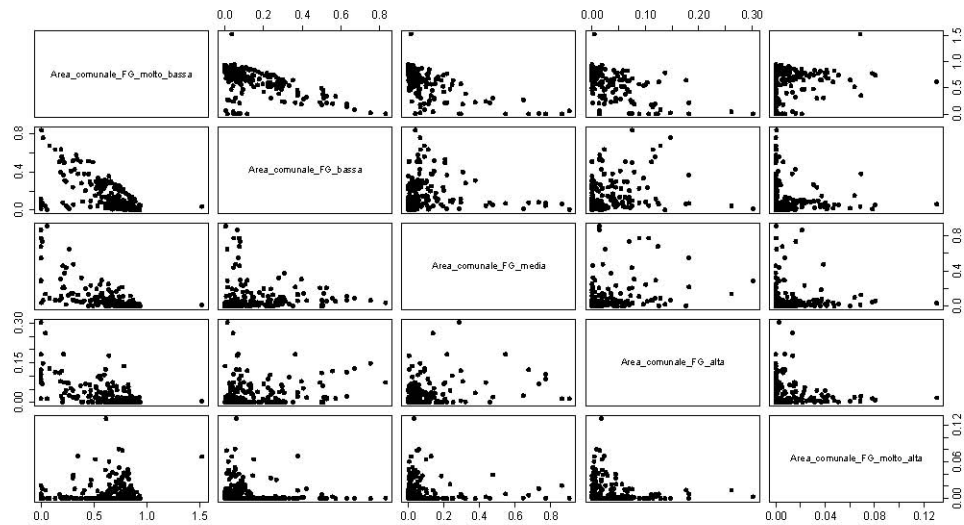 0.0 0.2 0.4 0.6 0.8 0.00 0.10 0.20 0.30
Area_comunale_FG_molto_bassa
0.0 0.5 1.0 1.5
0.0 0.4 0.8
Area_comunale_FG_bassa
Area_comunale_FG_media
0.0 0.4 0.8
0.00 0.15 0.30
Area_comunale_FG_alta
Area_comunale_FG_molto_alta
0.00 0.06 0.12
0.0 0.5 1.0 1.5 0.0 0.2 0.4 0.6 0.8 0.00 0.04 0.08 0.12